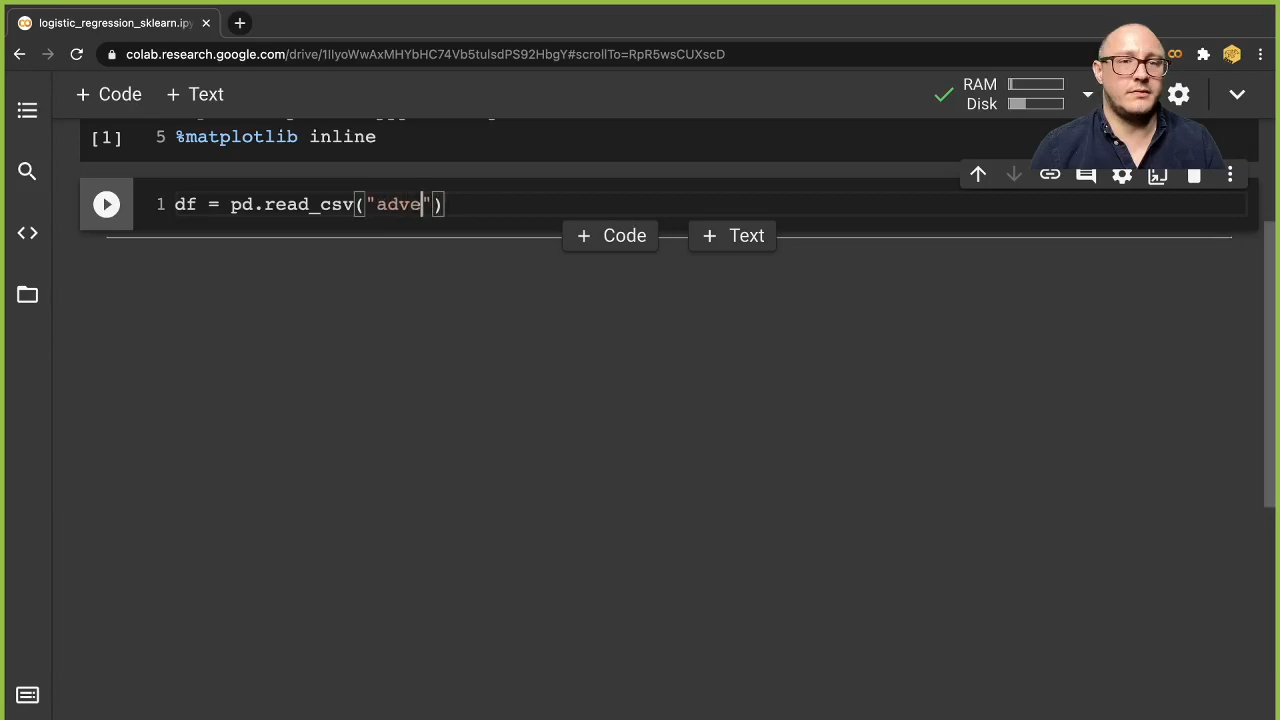 logistic_regression_sklearn.ipy
colab.research.google.com/drive/1IlyoWwAxMHYbHC74Vb5tulsdPS92HbgY#scrollTo=RpR5wsCUXscD
+ Code + Text
RAM
Disk
[1] 5 %matplotlib inline
1 df = pd.read_csv("adve")
+ Code + Text